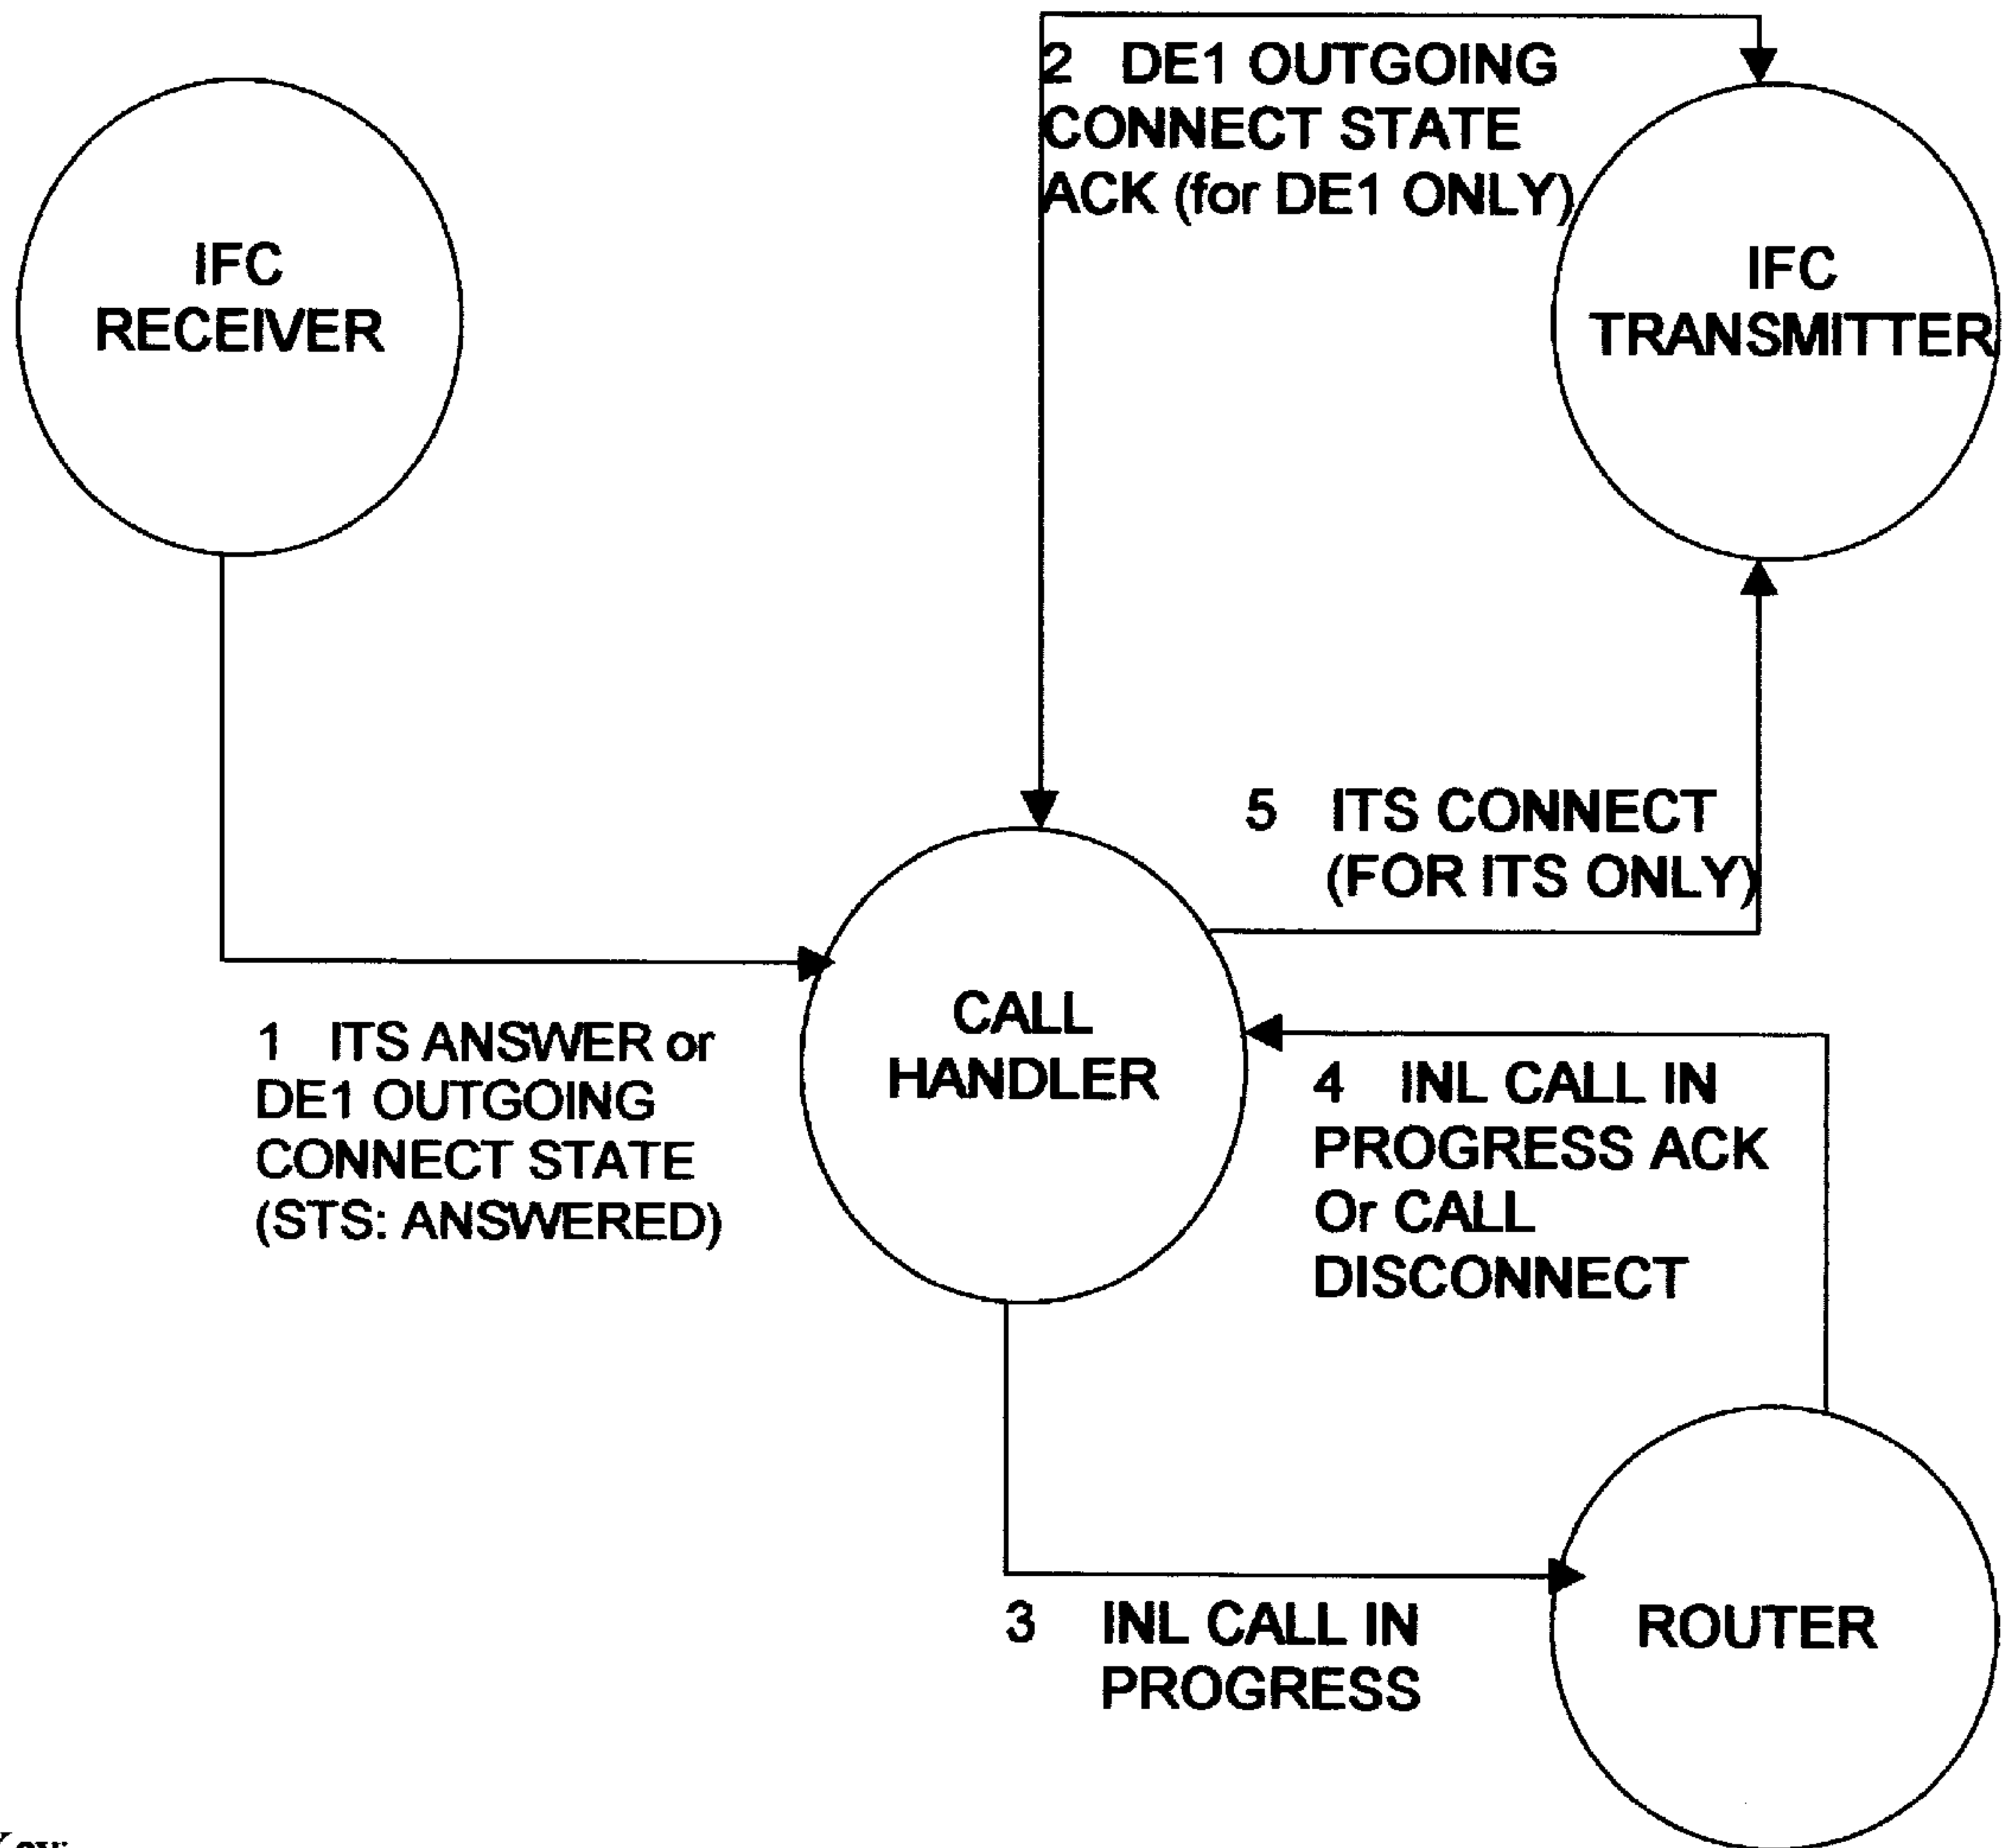 2 DE1 OUTGOING
CONNECT STATE
ACK (for DE1 ONLY)
IFC
RECEIVER
IFC
TRANSMITTER
5 ITS CONNECT
(FOR ITS ONLY)
CALL
HANDLER
1 ITS ANSWER or
DE1 OUTGOING
CONNECT STATE
(STS: ANSWERED)
4 INL CALL IN
PROGRESS ACK
Or CALL
DISCONNECT
3 INL CALL IN
PROGRESS
ROUTER